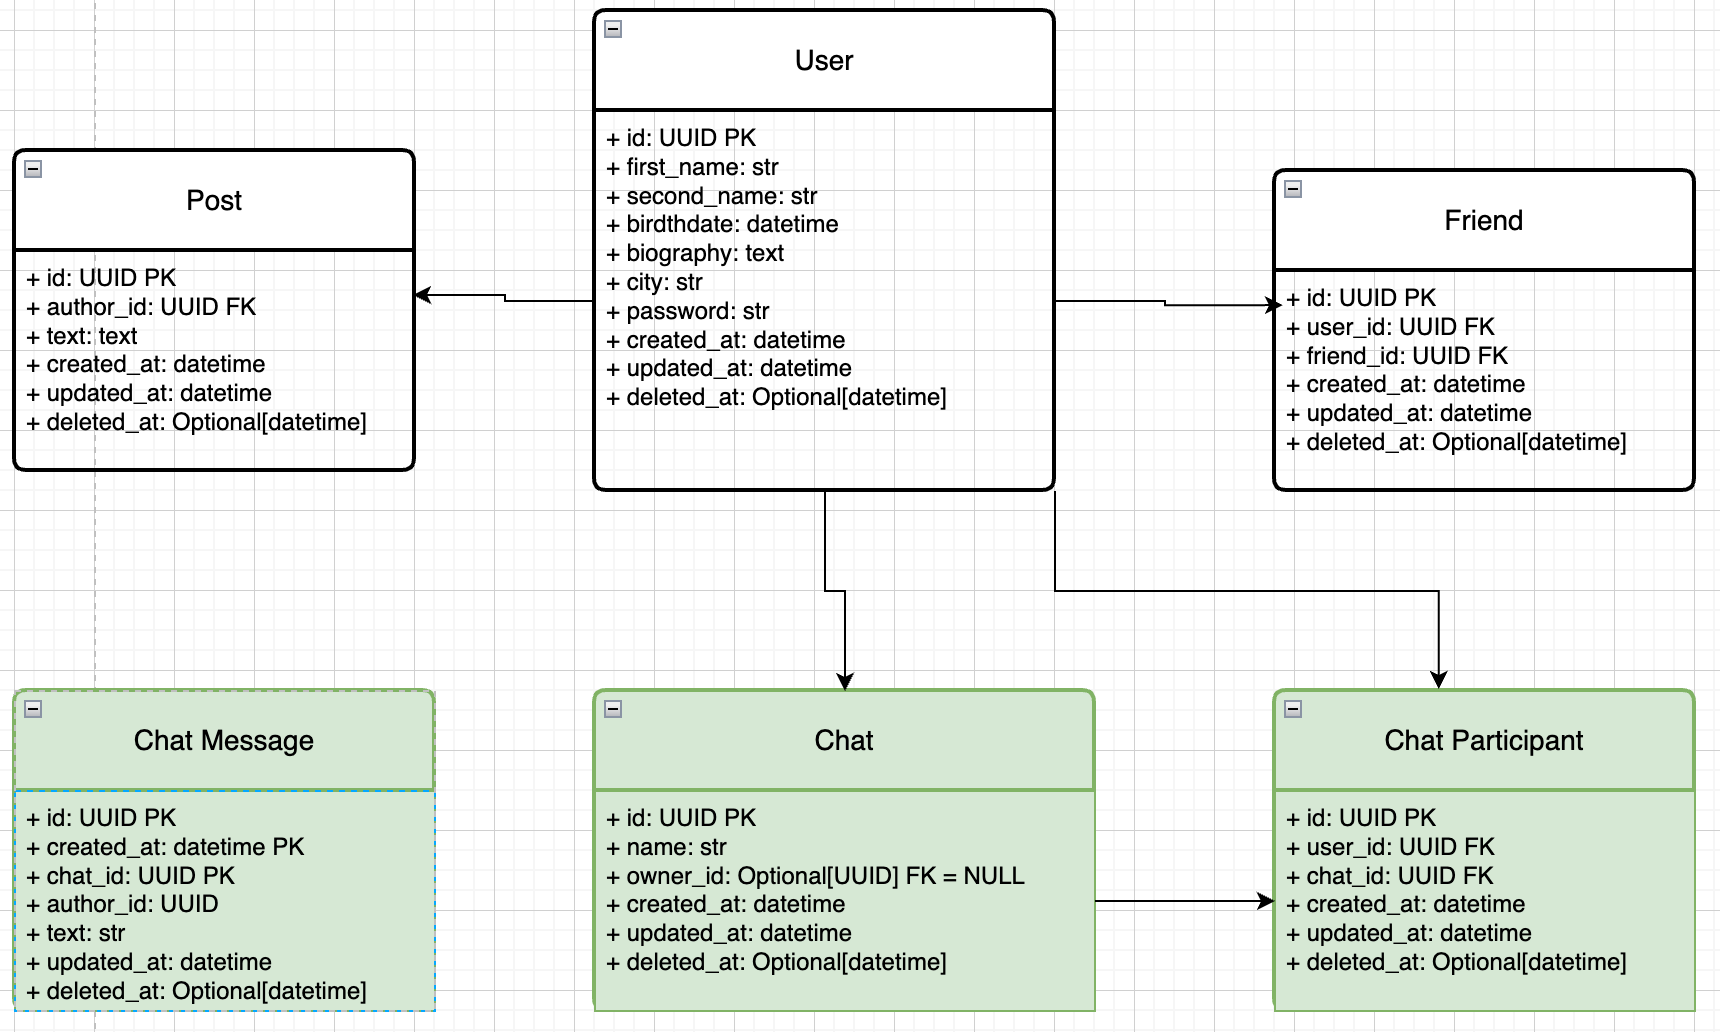 User
+ id: UUID PK
+ first_name: str
+ second_name: str
+ birdthdate: datetime
+ biography: text
+ city: str
+ password: str
+ created_at: datetime
+ updated_at: datetime
+ deleted_at: Optional[datetime]
Post
+ id: UUID PK
+ author_id: UUID FK
+ text: text
+ created_at: datetime
+ updated_at: datetime
+ deleted_at: Optional[datetime]
Friend
+ id: UUID PK
+ user_id: UUID FK
+ friend_id: UUID FK
+ created_at: datetime
+ updated_at: datetime
+ deleted_at: Optional[datetime]
Chat Message
+ id: UUID PK
+ created_at: datetime PK
+ chat_id: UUID PK
+ author_id: UUID
+ text: str
+ updated_at: datetime
+ deleted_at: Optional[datetime]
Chat
+ id: UUID PK
+ name: str
+ owner_id: Optional[UUID] FK = NULL
+ created_at: datetime
+ updated_at: datetime
+ deleted_at: Optional[datetime]
Chat Participant
+ id: UUID PK
+ user_id: UUID FK
+ chat_id: UUID FK
+ created_at: datetime
+ updated_at: datetime
+ deleted_at: Optional[datetime]